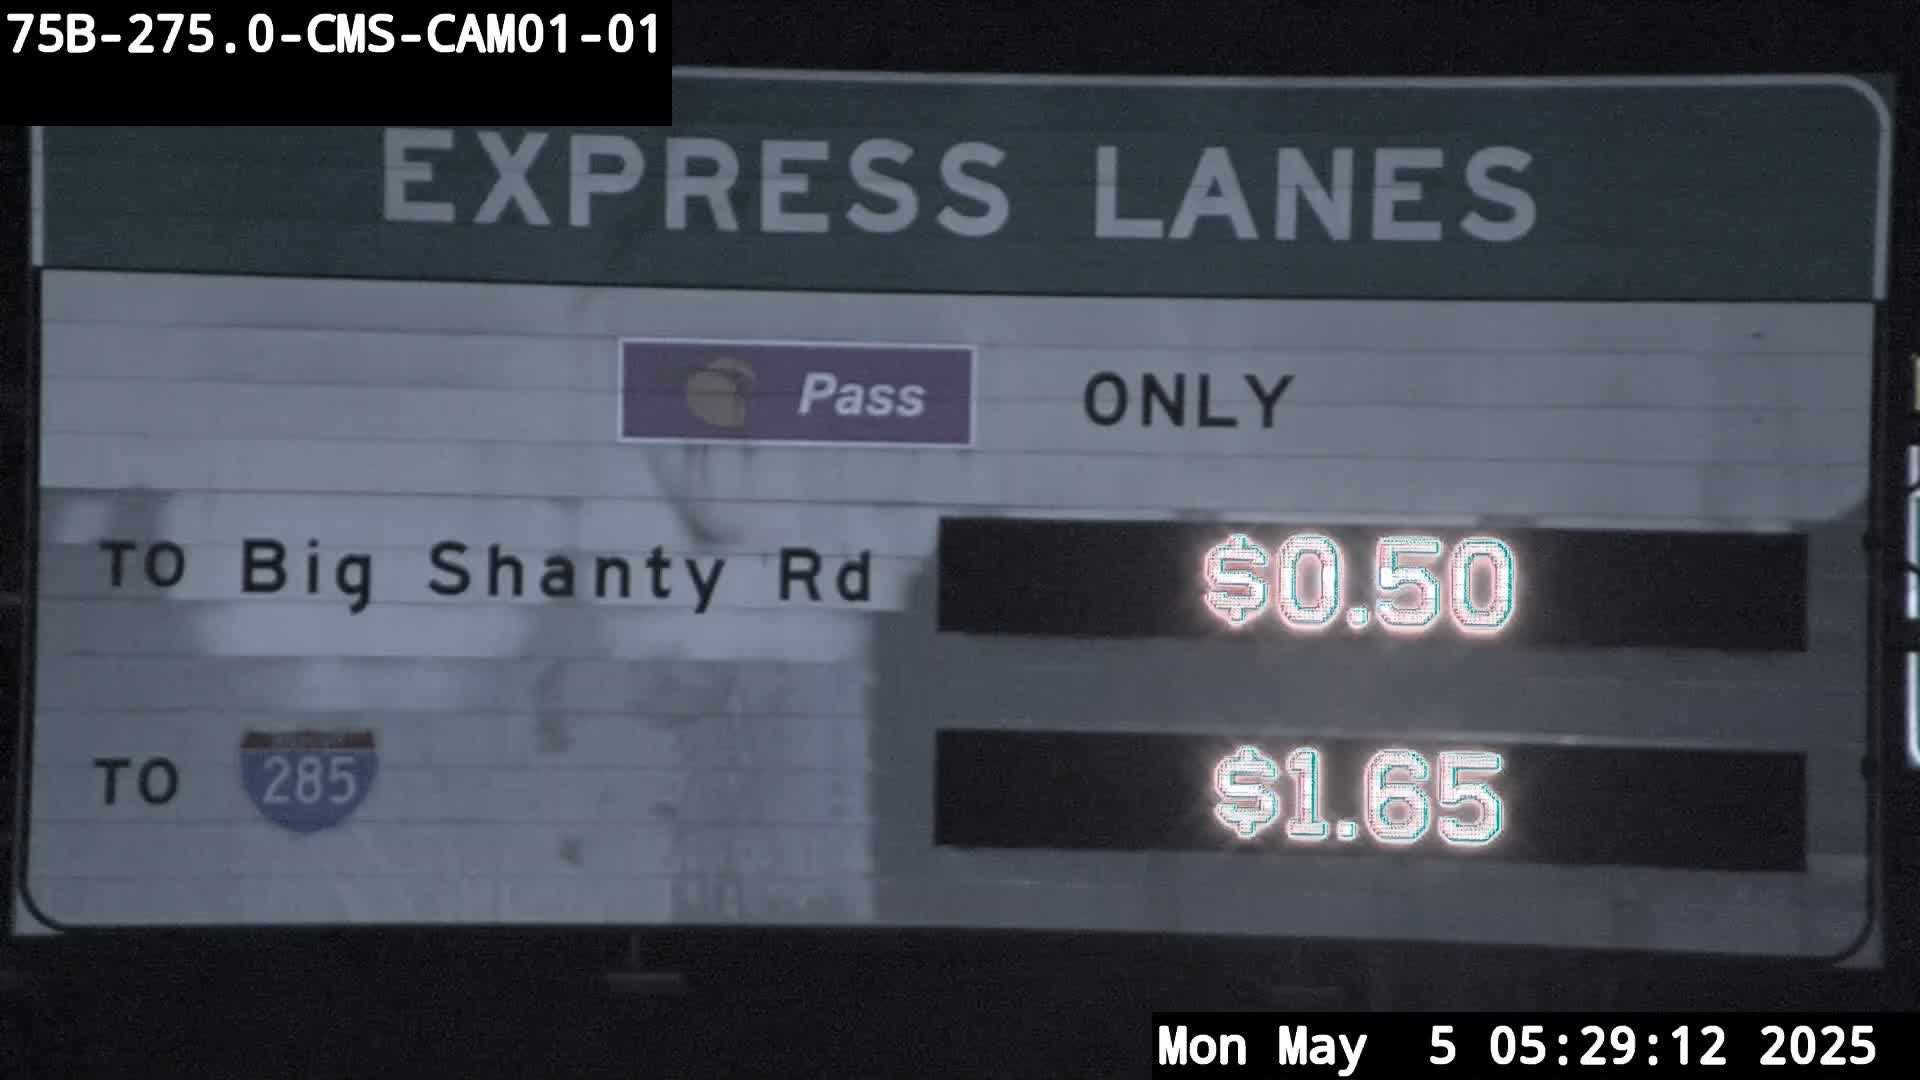 75B-275.0-CMS-CAM01-01
EXPRESS LANES
Pass ONLY
TO Big Shanty Rd $0.50
TO 285 $1.65
Mon May 5 05:29:12 2025